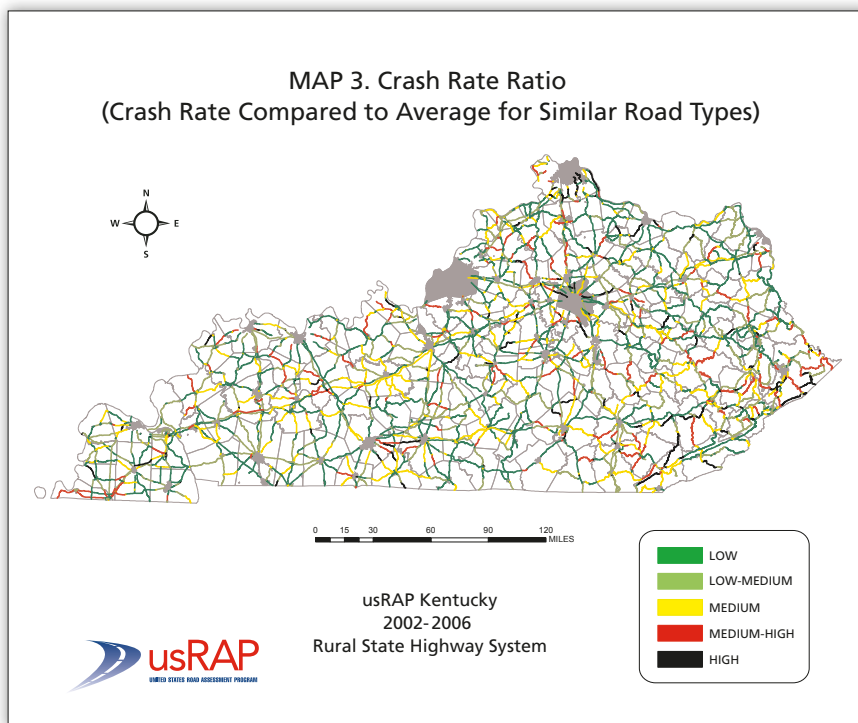 MAP 3. Crash Rate Ratio
(Crash Rate Compared to Average for Similar Road Types)
N
W E
S
0 15 30 60 90 120
MILES
LOW
LOW-MEDIUM
MEDIUM
MEDIUM-HIGH
HIGH
usRAP Kentucky
2002-2006
Rural State Highway System
usRAP
UNITED STATES ROAD ASSESSMENT PROGRAM